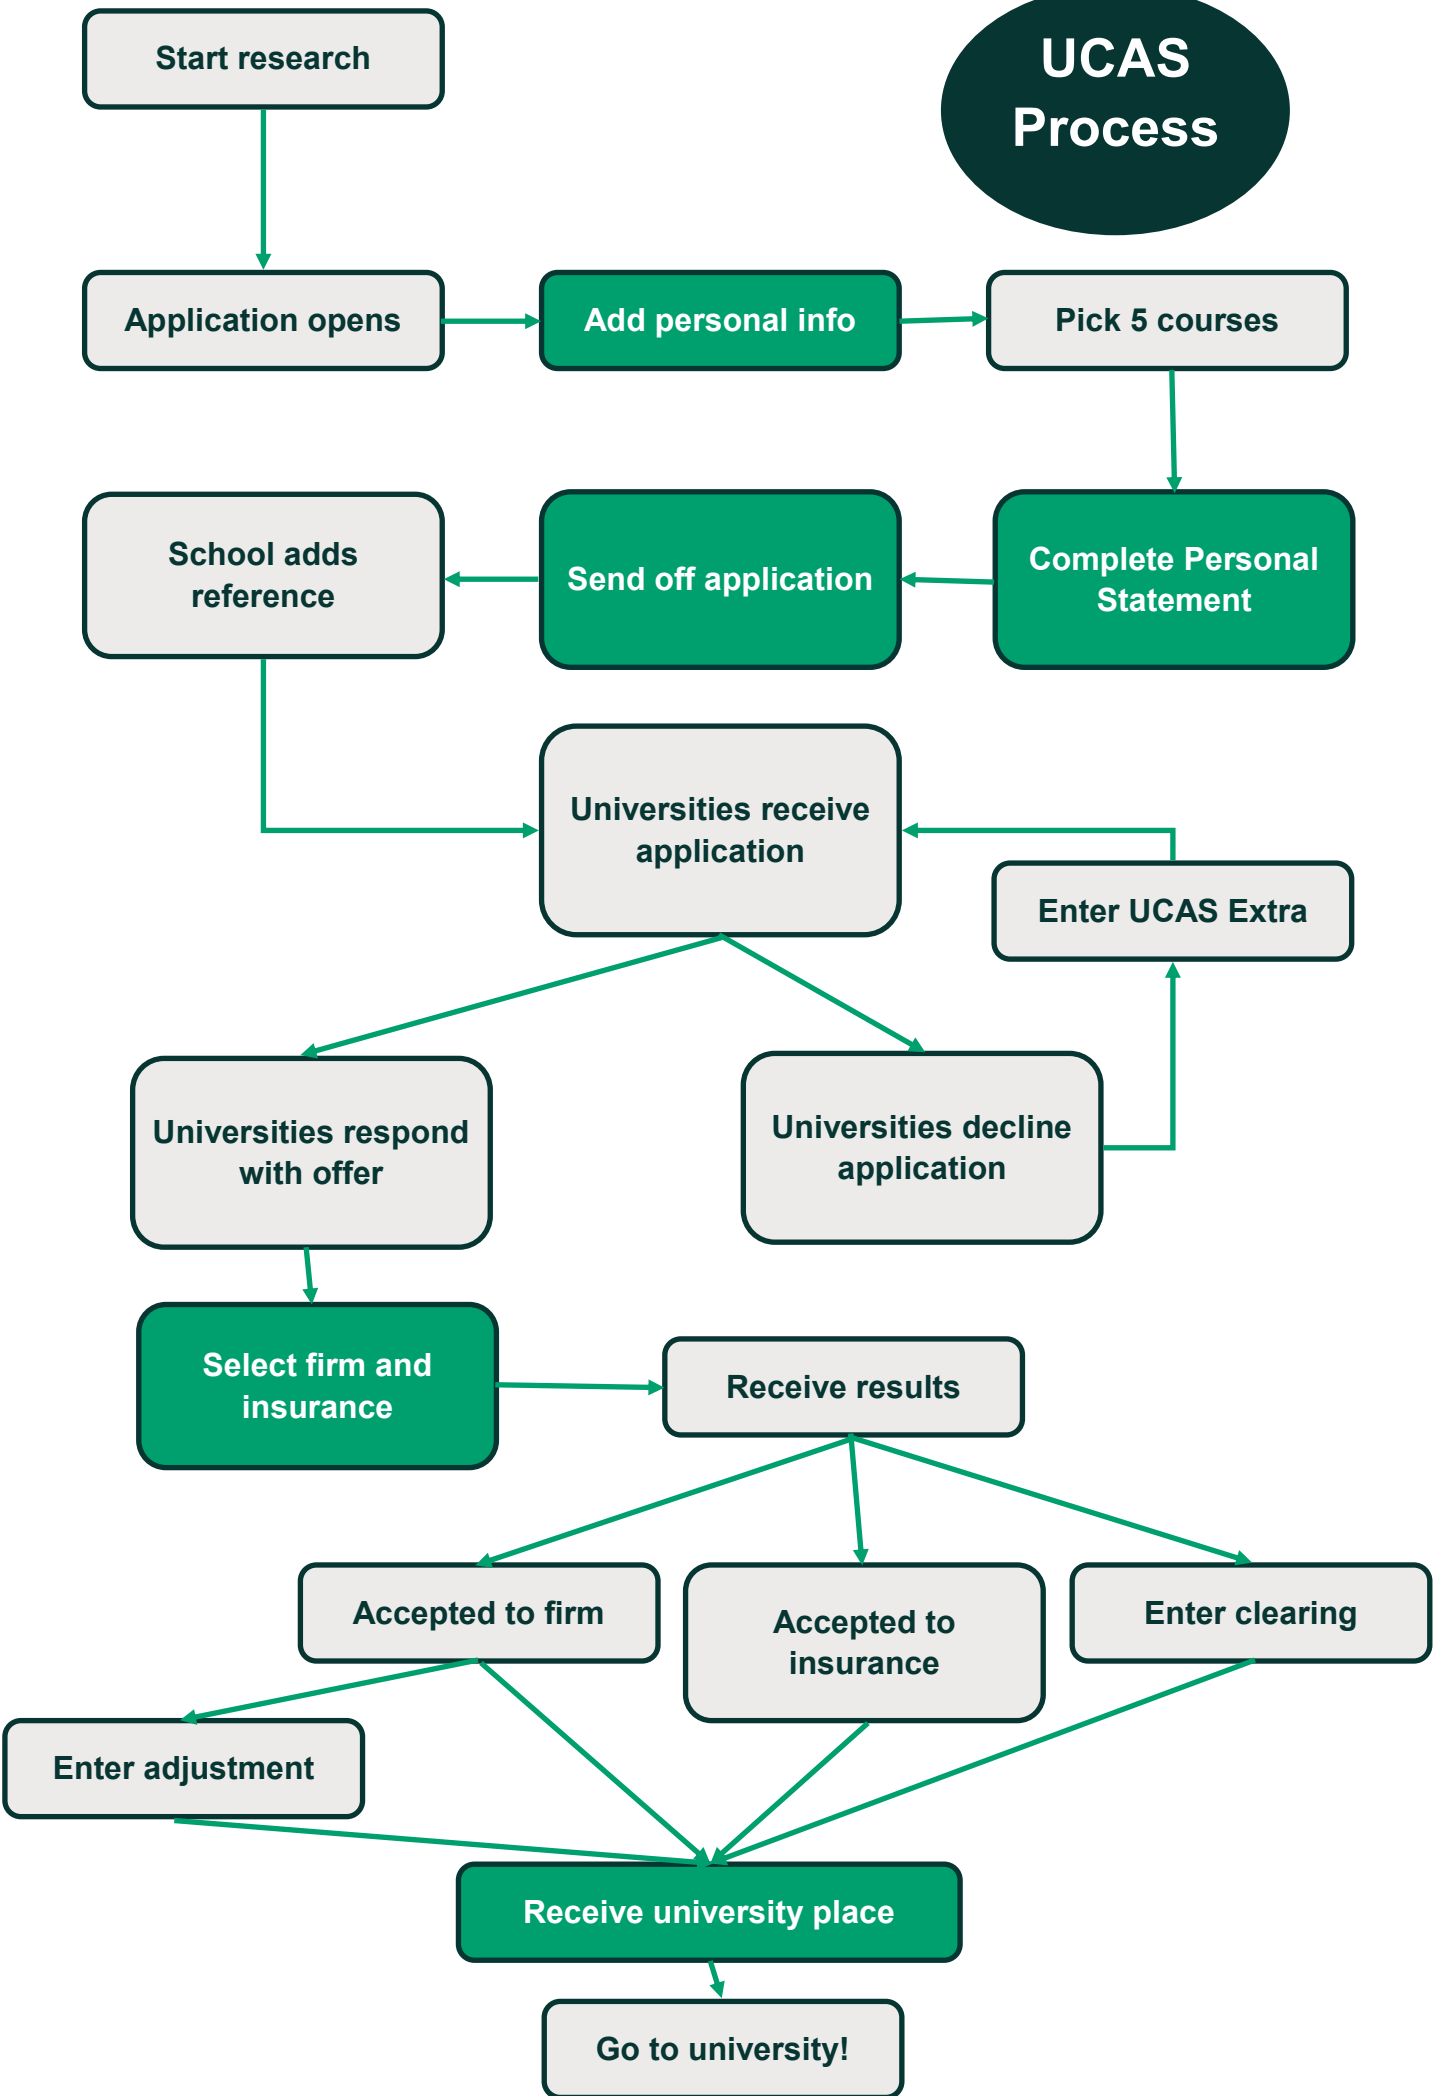 Start research
UCAS
Process
Application opens
Add personal info
Pick 5 courses
School adds
reference
Send off application
Complete Personal
Statement
Universities receive
application
Enter UCAS Extra
Universities respond
with offer
Universities decline
application
Select firm and
insurance
Receive results
Accepted to firm
Accepted to
insurance
Enter clearing
Enter adjustment
Receive university place
Go to university!